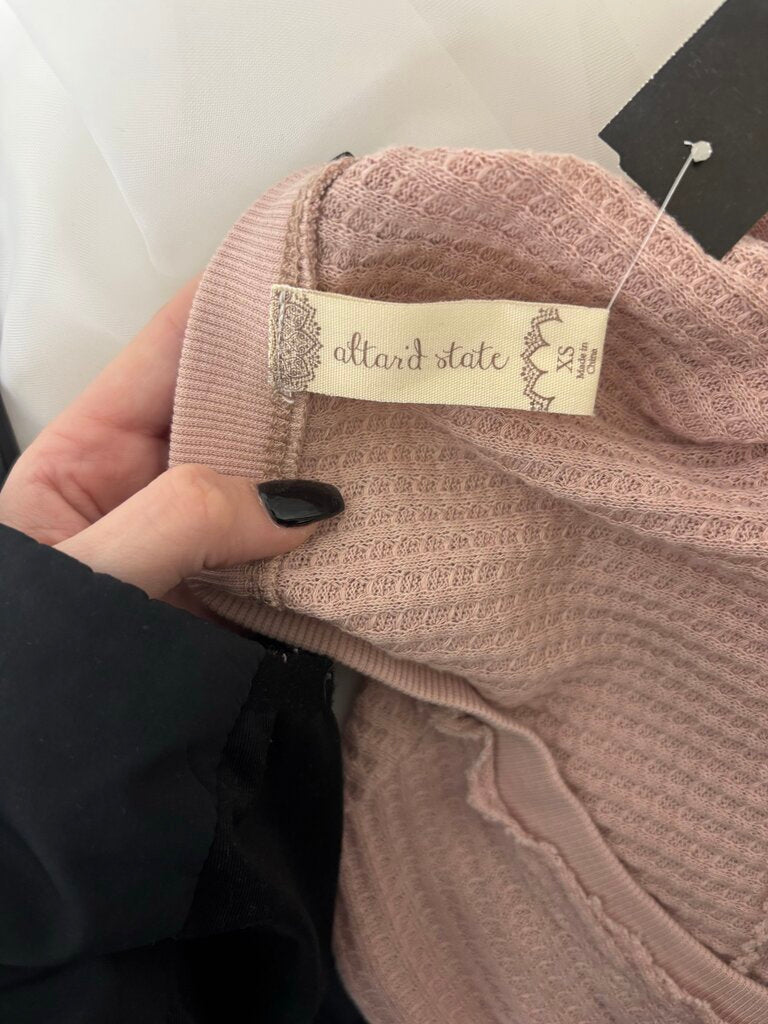 altar'd state
XS
Made in
China